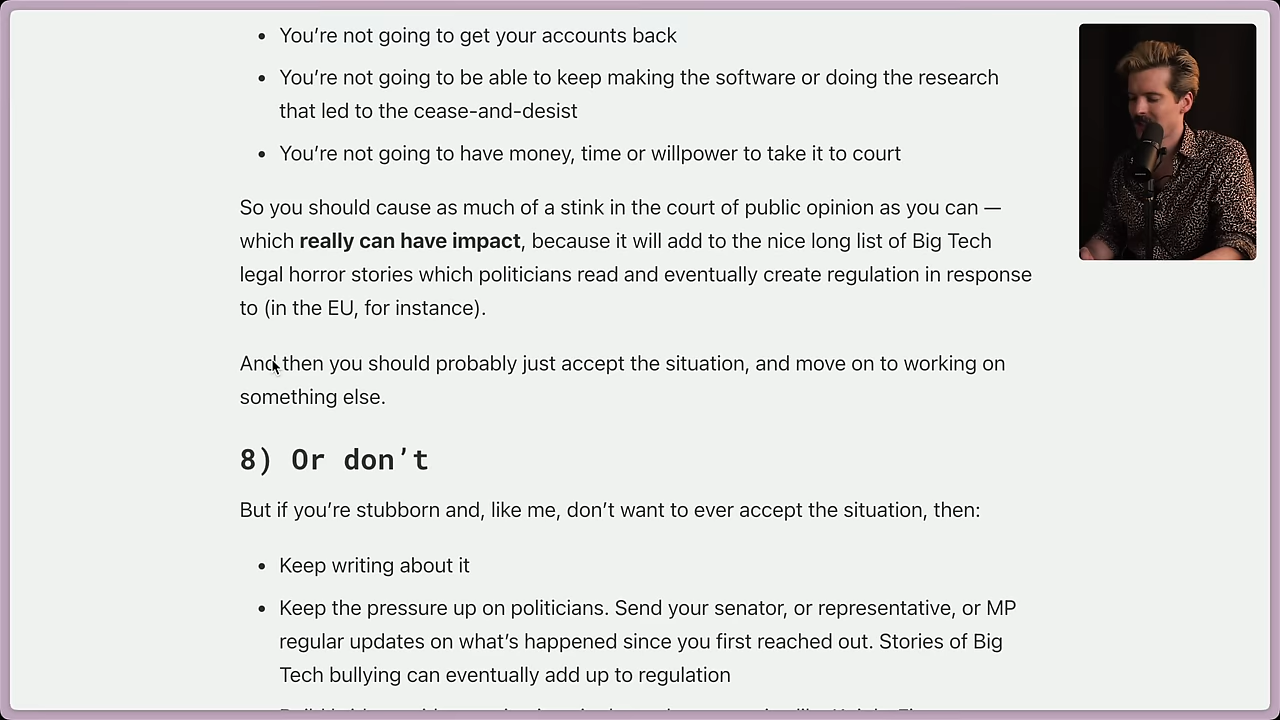 • You’re not going to get your accounts back
• You’re not going to be able to keep making the software or doing the research
that led to the cease-and-desist
• You’re not going to have money, time or willpower to take it to court
So you should cause as much of a stink in the court of public opinion as you can —
which really can have impact, because it will add to the nice long list of Big Tech
legal horror stories which politicians read and eventually create regulation in response
to (in the EU, for instance).
And then you should probably just accept the situation, and move on to working on
something else.
8) Or don’t
But if you’re stubborn and, like me, don’t want to ever accept the situation, then:
• Keep writing about it
• Keep the pressure up on politicians. Send your senator, or representative, or MP
regular updates on what’s happened since you first reached out. Stories of Big
Tech bullying can eventually add up to regulation